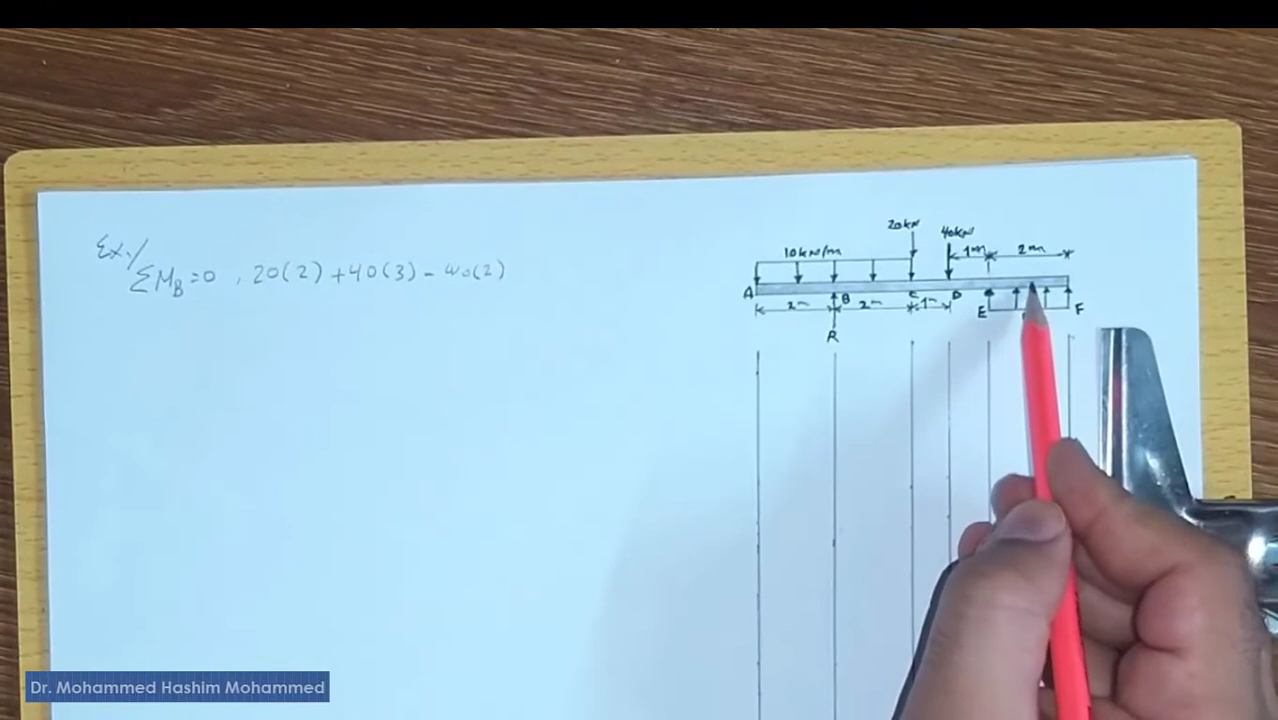 Ex./
ΣM_B=0 , 20(2)+40(3)- wo(2)
20kN
40kN
10kN/m
1m
2m
A
B
C
D
E
F
2m
2m
1m
R
Dr. Mohammed Hashim Mohammed